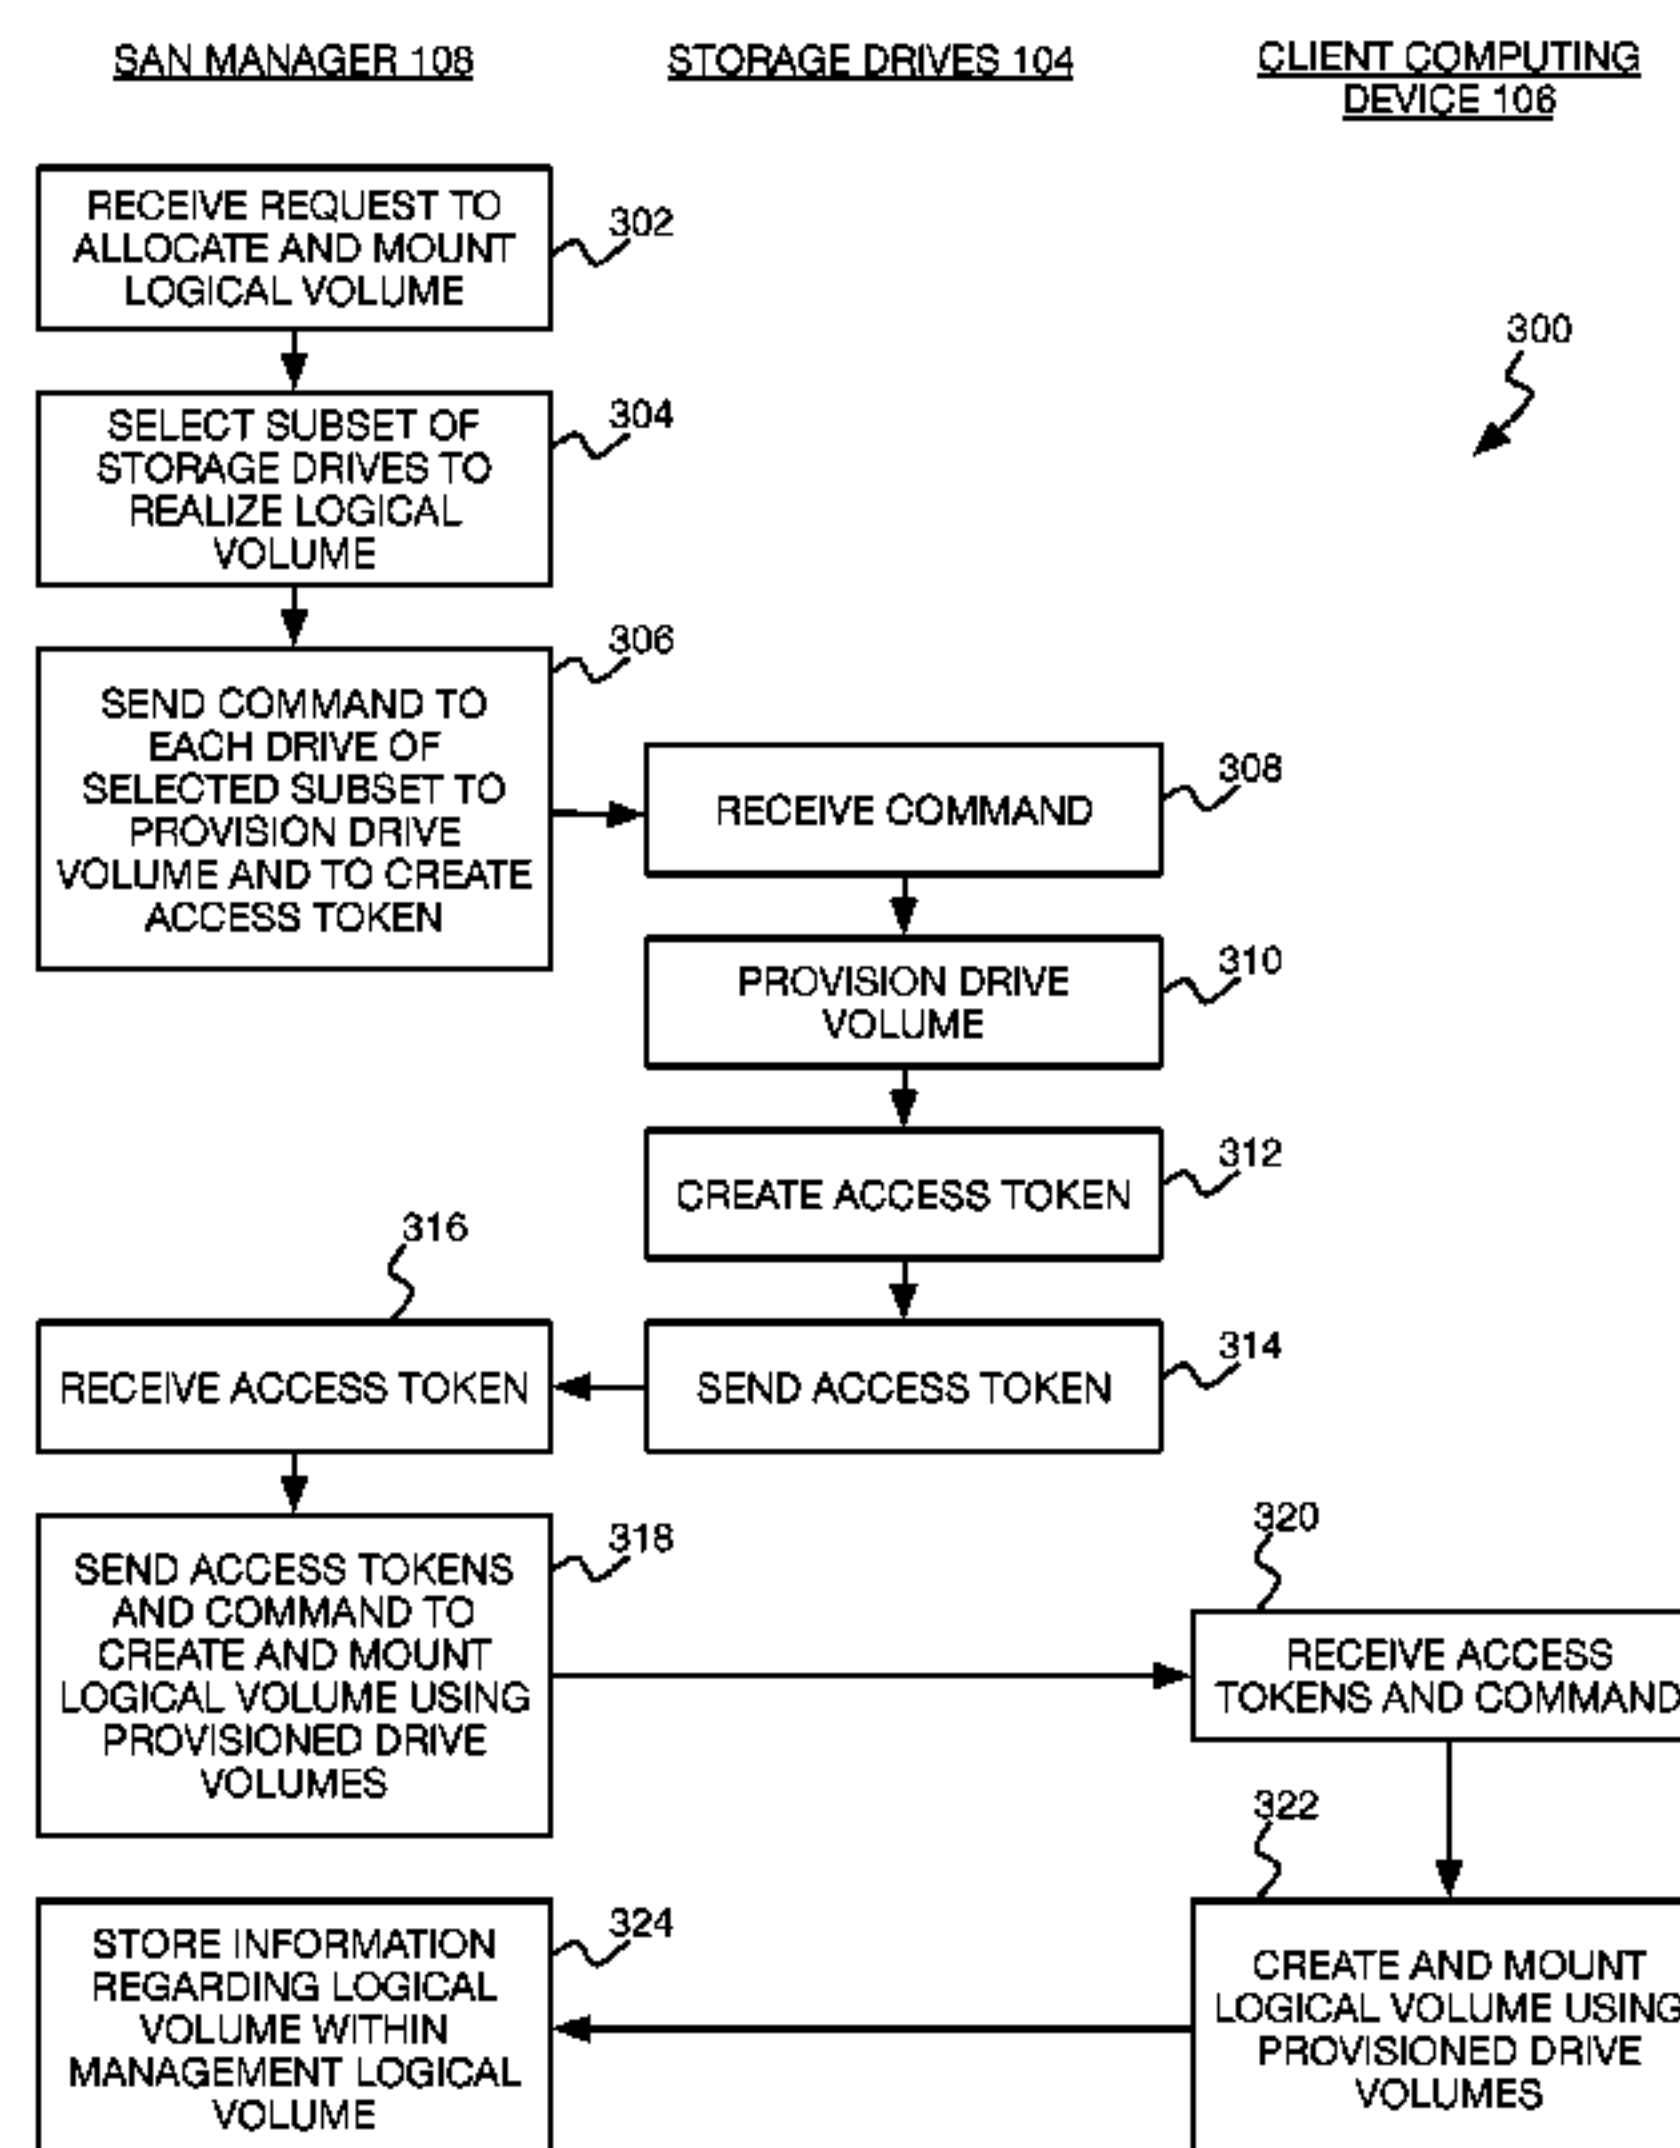 SAN MANAGER 108
STORAGE DRIVES 104
CLIENT COMPUTING
DEVICE 106
RECEIVE REQUEST TO
ALLOCATE AND MOUNT
LOGICAL VOLUME
302
300
SELECT SUBSET OF
STORAGE DRIVES TO
REALIZE LOGICAL
VOLUME
304
SEND COMMAND TO
EACH DRIVE OF
SELECTED SUBSET TO
PROVISION DRIVE
VOLUME AND TO CREATE
ACCESS TOKEN
306
RECEIVE COMMAND
308
PROVISION DRIVE
VOLUME
310
CREATE ACCESS TOKEN
312
316
RECEIVE ACCESS TOKEN
SEND ACCESS TOKEN
314
SEND ACCESS TOKENS
AND COMMAND TO
CREATE AND MOUNT
LOGICAL VOLUME USING
PROVISIONED DRIVE
VOLUMES
318
320
RECEIVE ACCESS
TOKENS AND COMMAND
322
STORE INFORMATION
REGARDING LOGICAL
VOLUME WITHIN
MANAGEMENT LOGICAL
VOLUME
324
CREATE AND MOUNT
LOGICAL VOLUME USING
PROVISIONED DRIVE
VOLUMES